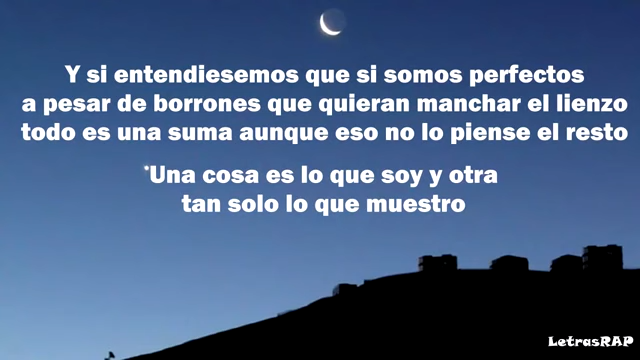 Y si entendiesemos que si somos perfectos
a pesar de borrones que quieran manchar el lienzo
todo es una suma aunque eso no lo piense el resto
Una cosa es lo que soy y otra
tan solo lo que muestro
LetrasRAP